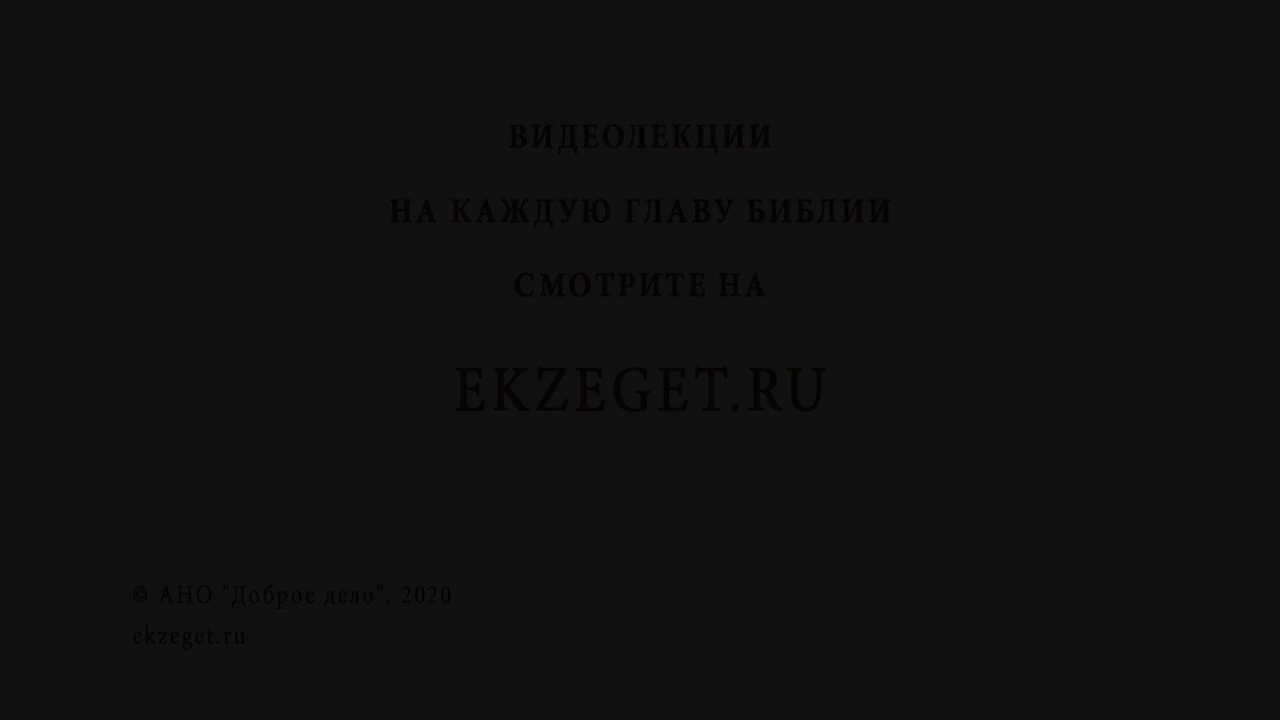 ВИДЕОЛЕКЦИИ
НА КАЖДУЮ ГЛАВУ БИБЛИИ
СМОТРИТЕ НА
EKZEGET.RU
© АНО "Доброе дело", 2020
ekzeget.ru